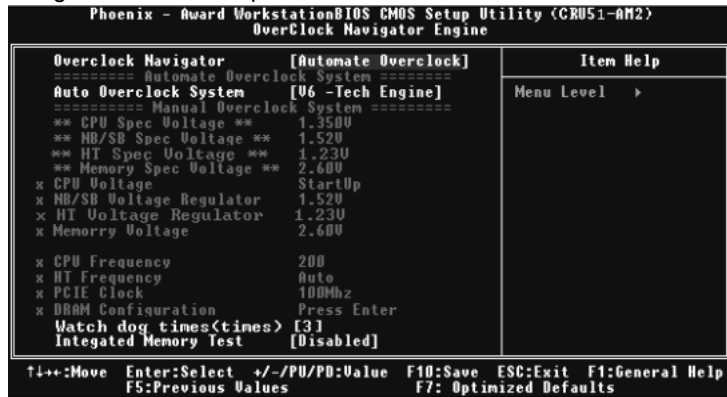 Phoenix - Award WorkstationBIOS CMOS Setup Utility (CRU51-AM2)
OverClock Navigator Engine
Overclock Navigator [Automate Overclock]
Item Help
========= Automate Overclock System ========
Auto Overclock System [V6 -Tech Engine]
Menu Level ▸
========== Manual Overclock System =========
** CPU Spec Voltage ** 1.350V
** NB/SB Spec Voltage ** 1.52V
** HT Spec Voltage ** 1.23V
** Memory Spec Voltage ** 2.60V
x CPU Voltage StartUp
x NB/SB Voltage Regulator 1.52V
x HT Voltage Regulator 1.23V
x Memorry Voltage 2.60V
x CPU Frequency 200
x HT Frequency Auto
x PCIE Clock 100Mhz
x DRAM Configuration Press Enter
Watch dog times(times) [3]
Integated Memory Test [Disabled]
↑↓→←:Move Enter:Select +/-/PU/PD:Value F10:Save ESC:Exit F1:General Help
F5:Previous Values F7: Optimized Defaults